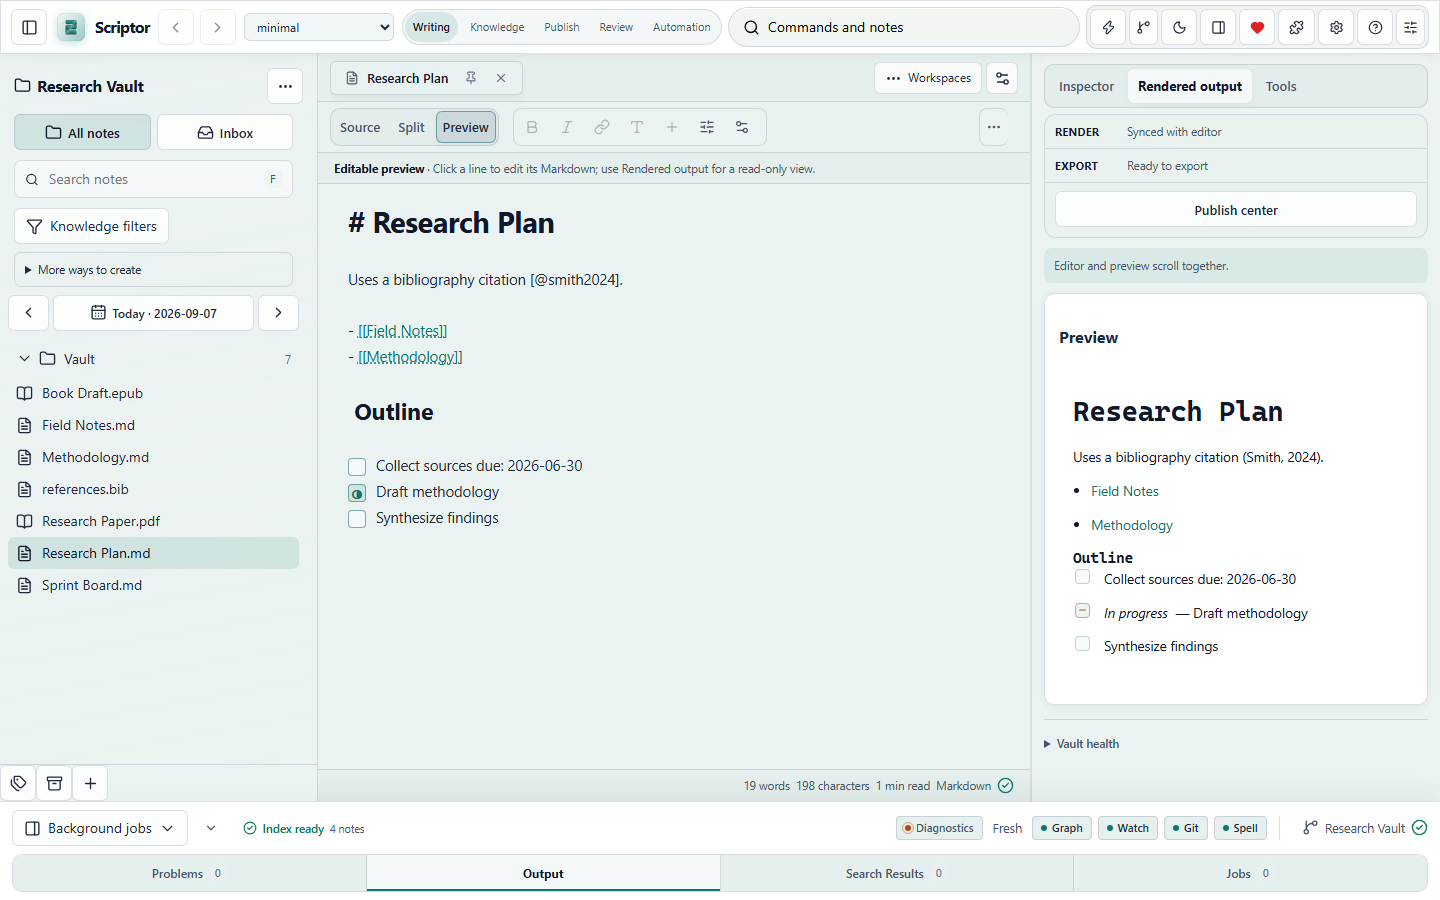 Scriptor
minimal
Writing Knowledge Publish Review Automation
Commands and notes
Research Vault
All notes
Inbox
Search notes F
Knowledge filters
More ways to create
Today · 2026-09-07
Vault 7
Book Draft.epub
Field Notes.md
Methodology.md
references.bib
Research Paper.pdf
Research Plan.md
Sprint Board.md
Research Plan
Workspaces
Source Split Preview
B I T
Editable preview · Click a line to edit its Markdown; use Rendered output for a read-only view.
# Research Plan
Uses a bibliography citation [@smith2024].
- [[Field Notes]]
- [[Methodology]]
Outline
Collect sources due: 2026-06-30
Draft methodology
Synthesize findings
19 words 198 characters 1 min read Markdown
Inspector Rendered output Tools
RENDER Synced with editor
EXPORT Ready to export
Publish center
Editor and preview scroll together.
Preview
Research Plan
Uses a bibliography citation (Smith, 2024).
• Field Notes
• Methodology
Outline
Collect sources due: 2026-06-30
In progress — Draft methodology
Synthesize findings
Vault health
Background jobs
Index ready 4 notes
Diagnostics Fresh Graph Watch Git Spell Research Vault
Problems 0 Output Search Results 0 Jobs 0